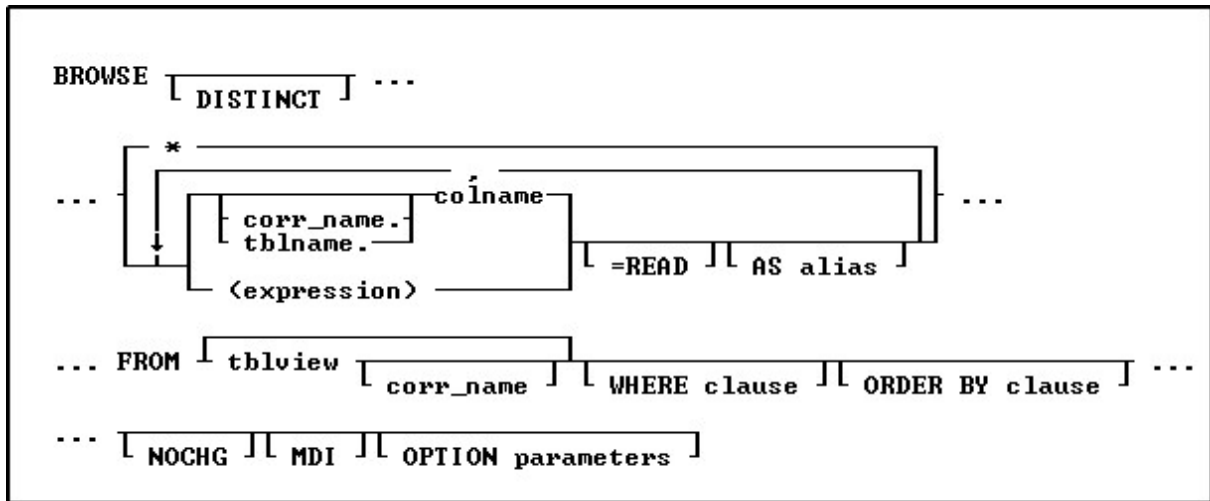 BROWSE ...
DISTINCT
*
,
... colname ...
corr_name.
tblname.
=READ AS alias
(expression)
... FROM tblview
corr_name WHERE clause ORDER BY clause ...
...
NOCHG MDI OPTION parameters